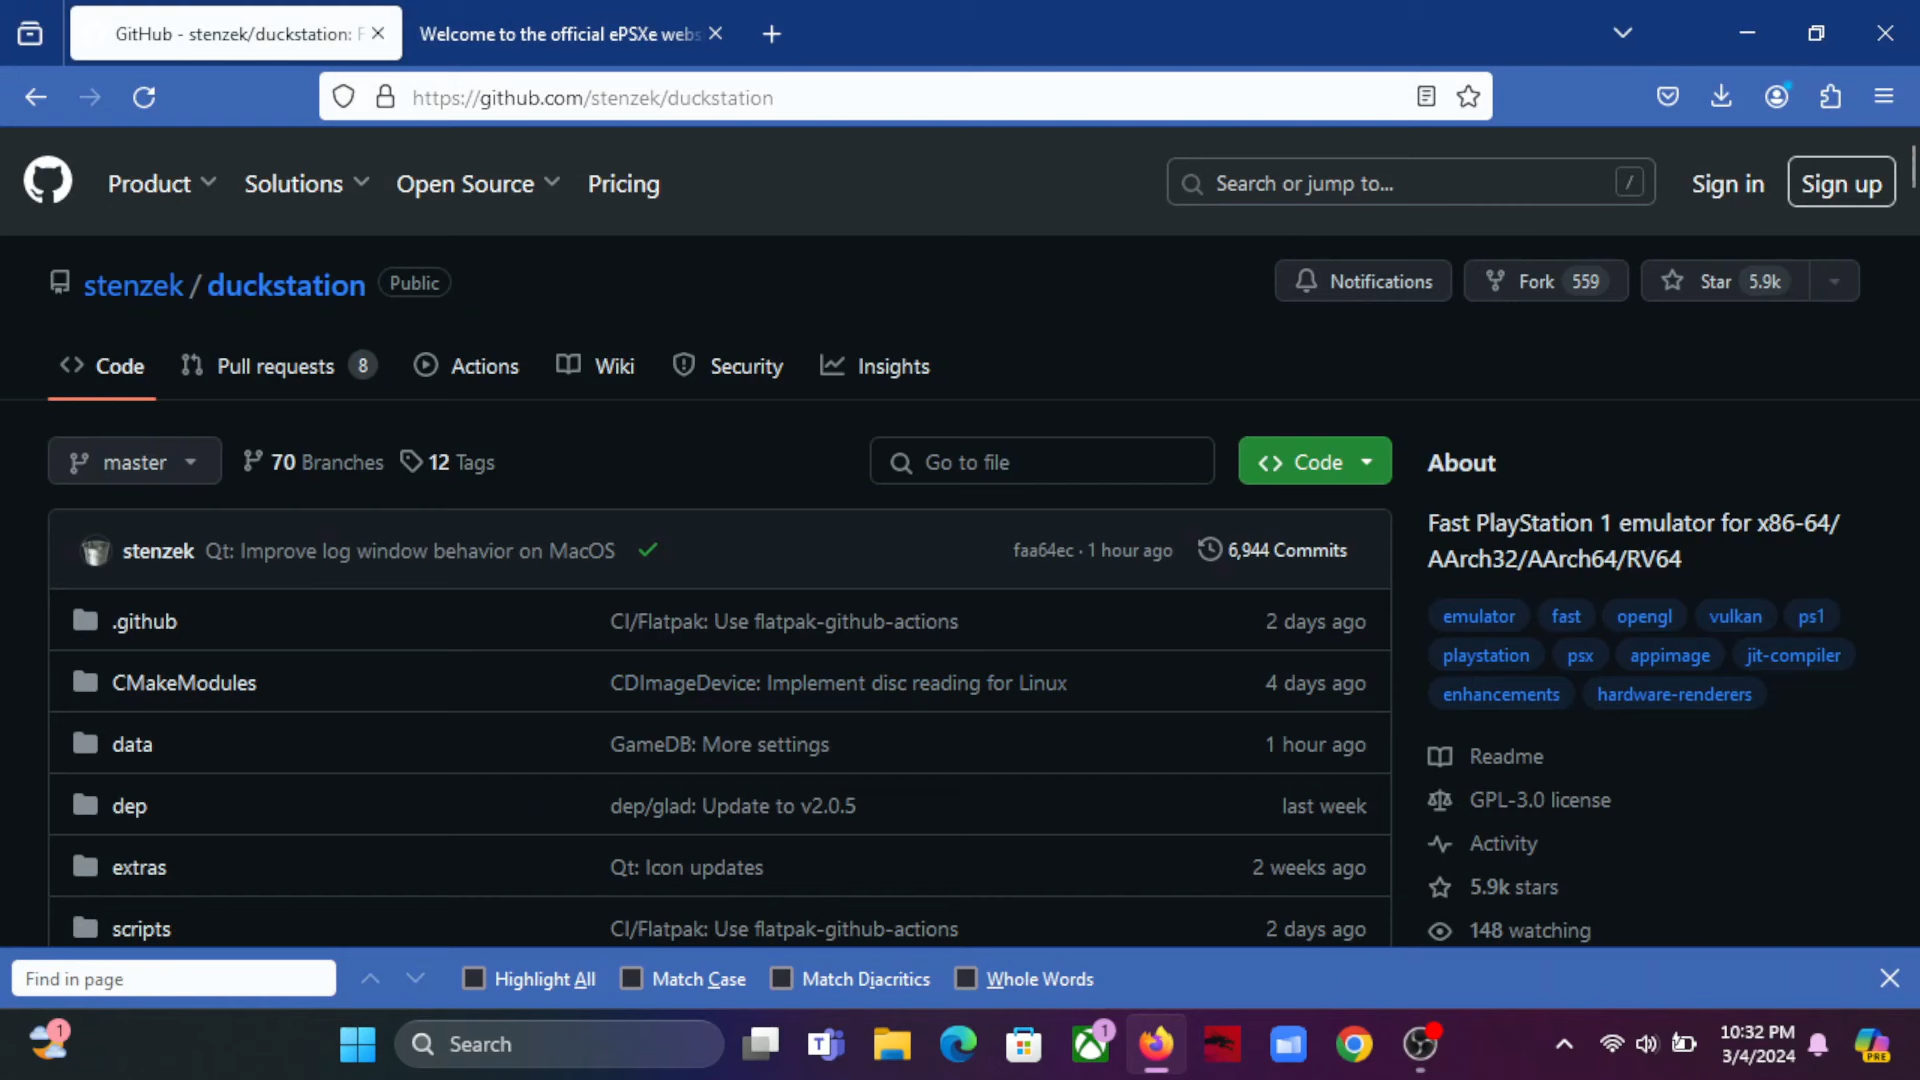 GitHub - stenzek/duckstation: F
Welcome to the official ePSXe webs
https://github.com/stenzek/duckstation
Product
Solutions
Open Source
Pricing
Search or jump to...
/
Sign in
Sign up
stenzek / duckstation
Public
Notifications
Fork 559
Star 5.9k
Code
Pull requests 8
Actions
Wiki
Security
Insights
master
70 Branches
12 Tags
Go to file
Code
About
Fast PlayStation 1 emulator for x86-64/
AArch32/AArch64/RV64
emulator fast opengl vulkan ps1
playstation psx appimage jit-compiler
enhancements hardware-renderers
Readme
GPL-3.0 license
Activity
5.9k stars
148 watching
stenzek Qt: Improve log window behavior on MacOS
faa64ec · 1 hour ago
6,944 Commits
.github CI/Flatpak: Use flatpak-github-actions 2 days ago
CMakeModules CDImageDevice: Implement disc reading for Linux 4 days ago
data GameDB: More settings 1 hour ago
dep dep/glad: Update to v2.0.5 last week
extras Qt: Icon updates 2 weeks ago
scripts CI/Flatpak: Use flatpak-github-actions 2 days ago
Find in page
Highlight All
Match Case
Match Diacritics
Whole Words
1
Search
T
1
10:32 PM
3/4/2024
PRE